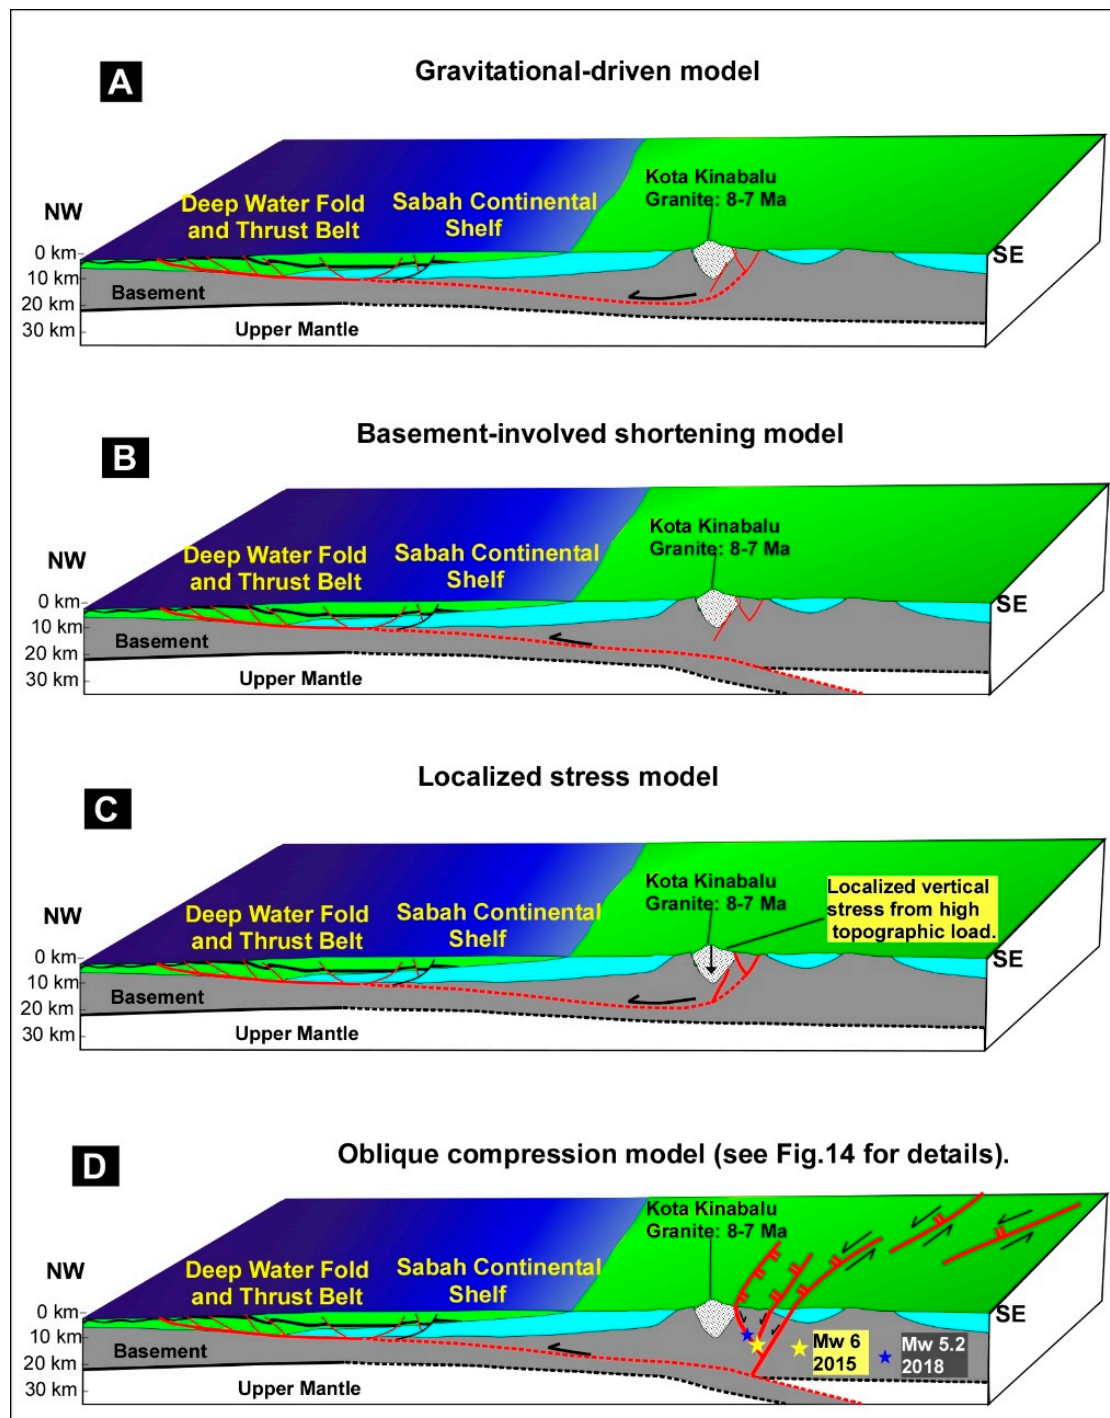 A
Gravitational-driven model
Kota Kinabalu
Granite: 8-7 Ma
Deep Water Fold
and Thrust Belt
Sabah Continental
Shelf
NW
SE
0 km
10 km
20 km
30 km
Basement
Upper Mantle
B
Basement-involved shortening model
Kota Kinabalu
Granite: 8-7 Ma
Deep Water Fold
and Thrust Belt
Sabah Continental
Shelf
NW
SE
0 km
10 km
20 km
30 km
Basement
Upper Mantle
C
Localized stress model
Kota Kinabalu
Granite: 8-7 Ma
Localized vertical
stress from high
topographic load.
Deep Water Fold
and Thrust Belt
Sabah Continental
Shelf
NW
SE
0 km
10 km
20 km
30 km
Basement
Upper Mantle
D
Oblique compression model (see Fig.14 for details).
Kota Kinabalu
Granite: 8-7 Ma
Deep Water Fold
and Thrust Belt
Sabah Continental
Shelf
NW
SE
0 km
10 km
20 km
30 km
Basement
Upper Mantle
Mw 6
2015
Mw 5.2
2018